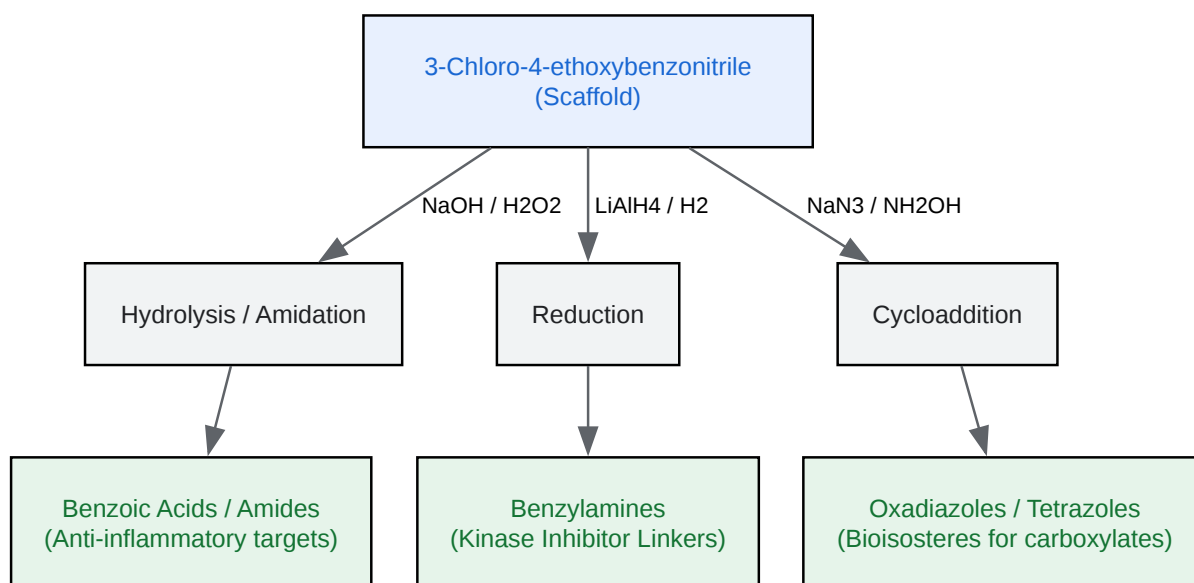 3-Chloro-4-ethoxybenzonitrile
(Scaffold)
NaOH / H2O2
LiAlH4 / H2
NaN3 / NH2OH
Hydrolysis / Amidation
Reduction
Cycloaddition
Benzoic Acids / Amides
(Anti-inflammatory targets)
Benzylamines
(Kinase Inhibitor Linkers)
Oxadiazoles / Tetrazoles
(Bioisosteres for carboxylates)